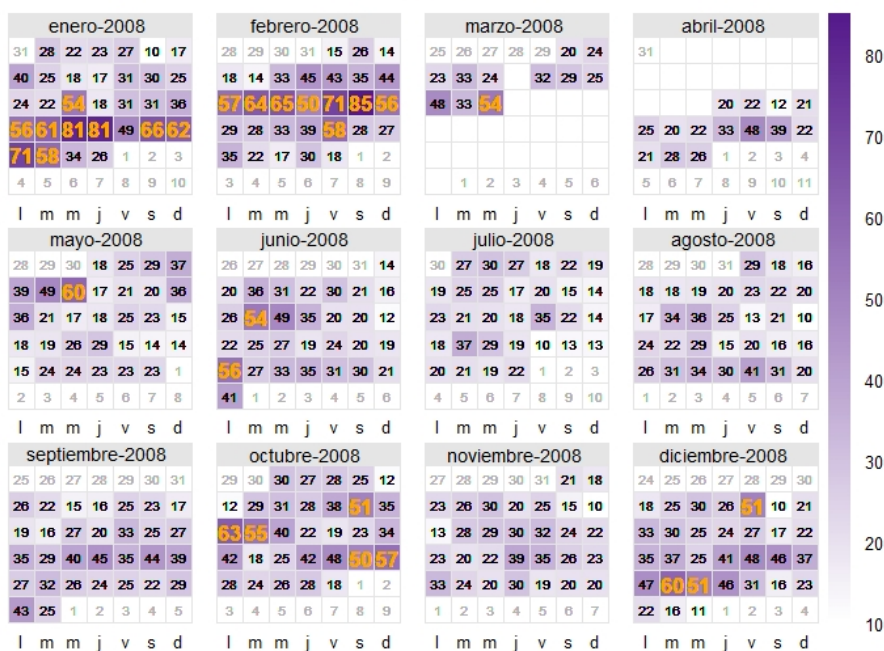 enero-2008
31 28 22 23 27 10 17
40 25 18 17 31 30 25
24 22 54 18 31 31 36
56 61 81 81 49 66 62
71 58 34 26 1 2 3
4 5 6 7 8 9 10
l m m j v s d
febrero-2008
28 29 30 31 15 26 14
18 14 33 45 43 35 44
57 64 65 50 71 85 56
29 28 33 39 58 28 27
35 22 17 30 18 1 2
3 4 5 6 7 8 9
l m m j v s d
marzo-2008
25 26 27 28 29 20 24
23 33 24 32 29 25
48 33 54
1 2 3 4 5 6
l m m j v s d
abril-2008
31
20 22 12 21
25 20 22 33 48 39 22
21 28 26 1 2 3 4
5 6 7 8 9 10 11
l m m j v s d
mayo-2008
28 29 30 18 25 29 37
39 49 60 17 21 20 36
36 21 17 18 25 23 15
18 19 26 29 15 14 14
15 24 24 23 23 23 1
2 3 4 5 6 7 8
l m m j v s d
junio-2008
26 27 28 29 30 31 14
20 36 31 22 30 21 16
26 54 49 35 20 20 12
22 25 27 19 24 20 19
56 27 33 35 31 30 21
41 1 2 3 4 5 6
l m m j v s d
julio-2008
30 27 30 27 18 22 19
19 25 25 17 20 15 14
23 21 20 18 35 22 14
18 37 29 19 10 13 13
20 21 19 22 1 2 3
4 5 6 7 8 9 10
l m m j v s d
agosto-2008
28 29 30 31 29 18 16
18 18 19 20 23 22 20
17 34 36 25 13 21 10
24 22 29 15 20 16 16
26 31 34 30 41 31 20
1 2 3 4 5 6 7
l m m j v s d
septiembre-2008
25 26 27 28 29 30 31
26 22 15 16 25 23 17
19 16 27 20 33 25 27
35 29 40 45 35 44 39
27 32 26 24 25 22 29
43 25 1 2 3 4 5
l m m j v s d
octubre-2008
29 30 30 27 28 25 12
12 29 31 28 38 51 35
63 55 40 22 19 23 34
42 18 25 42 48 50 57
28 24 26 28 18 1 2
3 4 5 6 7 8 9
l m m j v s d
noviembre-2008
27 28 29 30 31 21 18
23 26 30 20 25 15 10
13 28 29 30 32 24 22
23 20 22 39 35 26 23
33 24 20 30 19 20 20
1 2 3 4 5 6 7
l m m j v s d
diciembre-2008
24 25 26 27 28 29 30
18 25 30 26 51 10 21
33 30 25 24 27 17 22
35 37 25 41 48 46 37
47 60 51 46 31 16 23
22 16 11 1 2 3 4
l m m j v s d
80
70
60
50
40
30
20
10